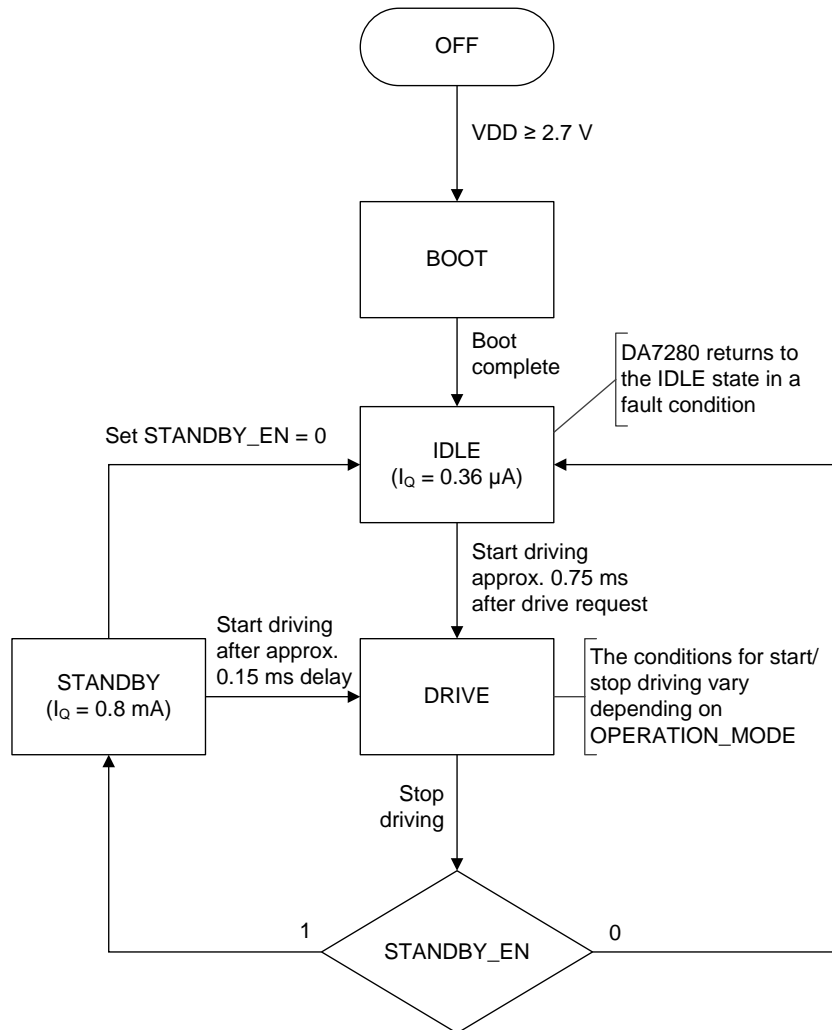 OFF
VDD ≥ 2.7 V
BOOT
Boot
complete
DA7280 returns to
the IDLE state in a
fault condition
Set STANDBY_EN = 0
IDLE
(IQ = 0.36 µA)
Start driving
approx. 0.75 ms
after drive request
Start driving
after approx.
0.15 ms delay
STANDBY
(IQ = 0.8 mA)
DRIVE
The conditions for start/
stop driving vary
depending on
OPERATION_MODE
Stop
driving
1
STANDBY_EN
0